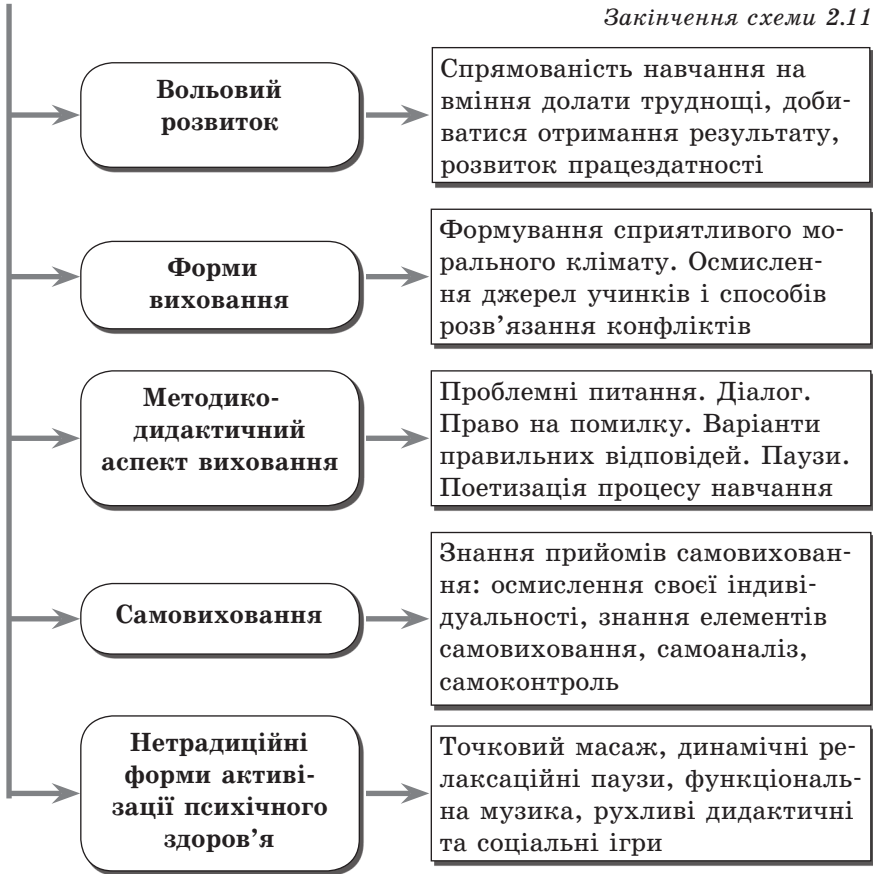 Закінчення схеми 2.11
Вольовий
розвиток
Спрямованість навчання на
вміння долати труднощі, доби-
ватися отримання результату,
розвиток працездатності
Форми
виховання
Формування сприятливого мо-
рального клімату. Осмислен-
ня джерел учинків і способів
розв’язання конфліктів
Методико-
дидактичний
аспект виховання
Проблемні питання. Діалог.
Право на помилку. Варіанти
правильних відповідей. Паузи.
Поетизація процесу навчання
Самовиховання
Знання прийомів самовихован-
ня: осмислення своєї індиві-
дуальності, знання елементів
самовиховання, самоаналіз,
самоконтроль
Нетрадиційні
форми активі-
зації психічного
здоров’я
Точковий масаж, динамічні ре-
лаксаційні паузи, функціональ-
на музика, рухливі дидактичні
та соціальні ігри